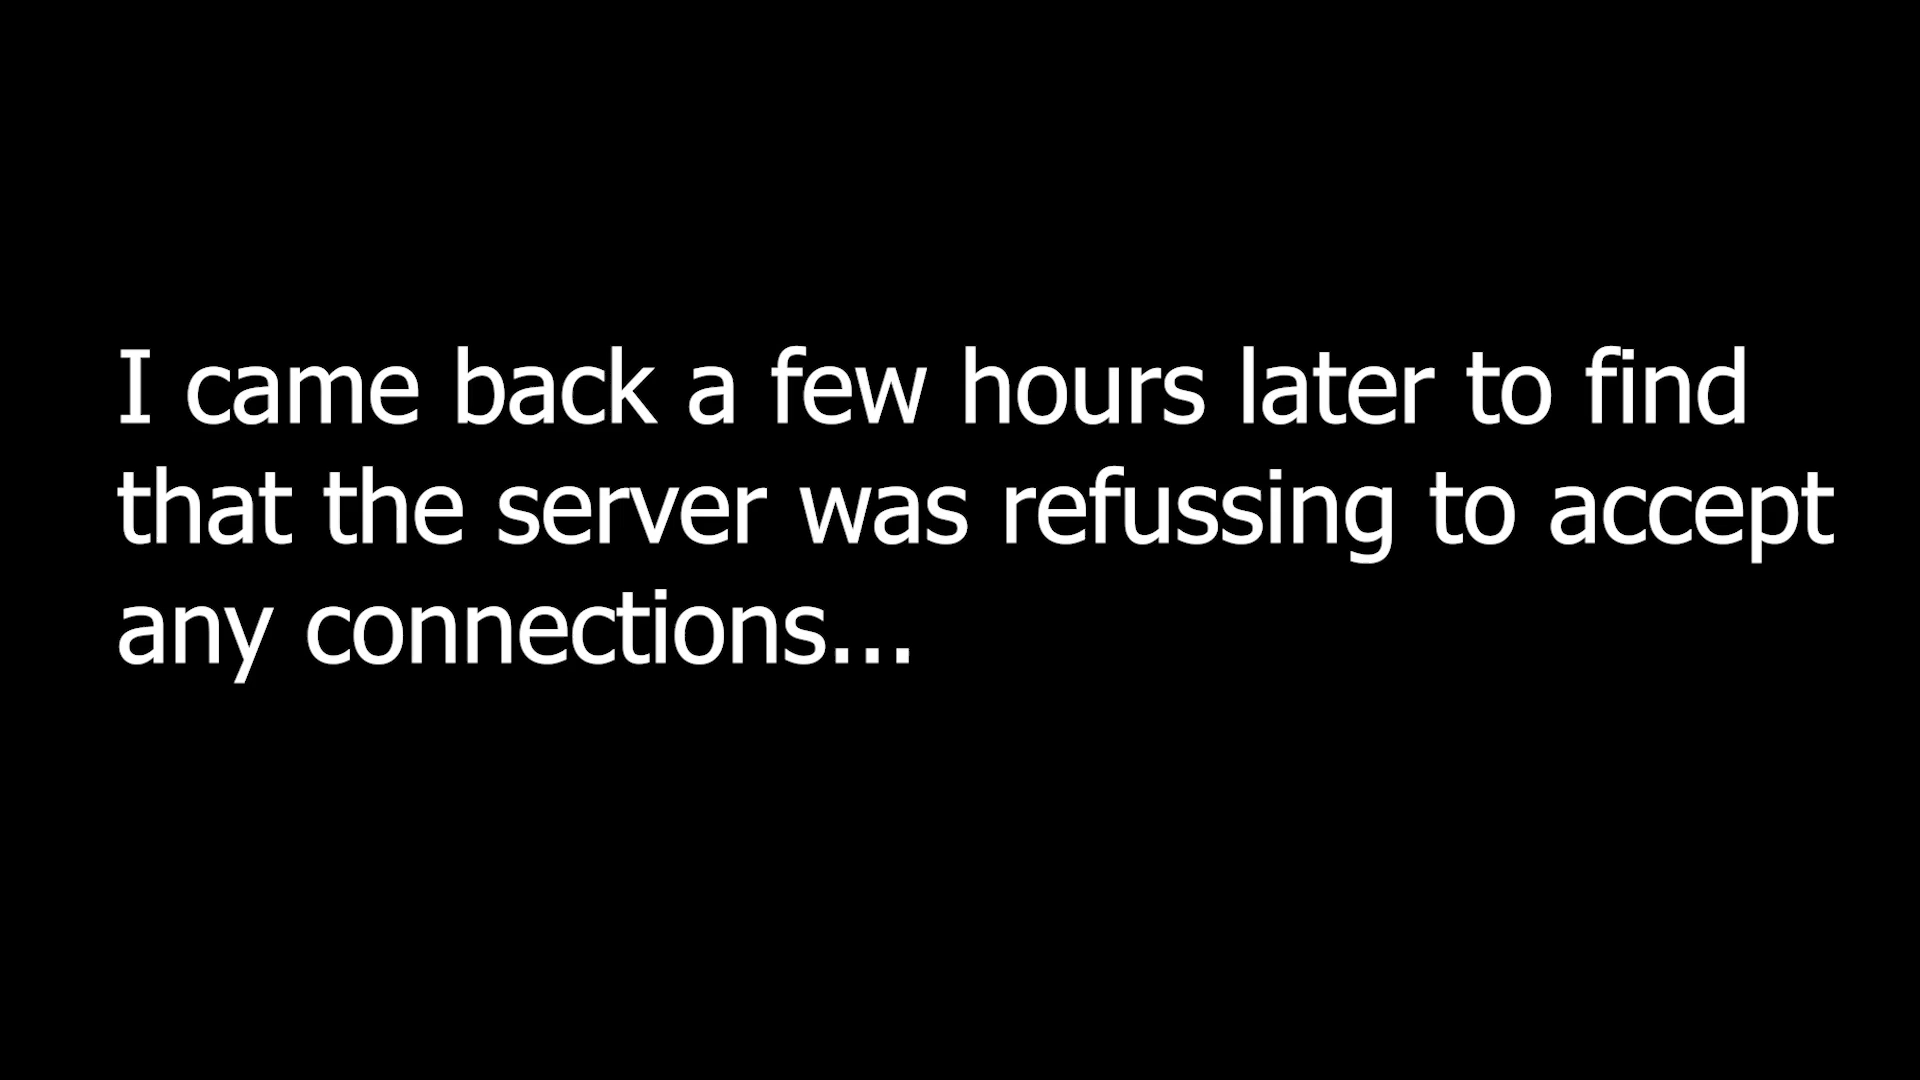 I came back a few hours later to find
that the server was refussing to accept
any connections...